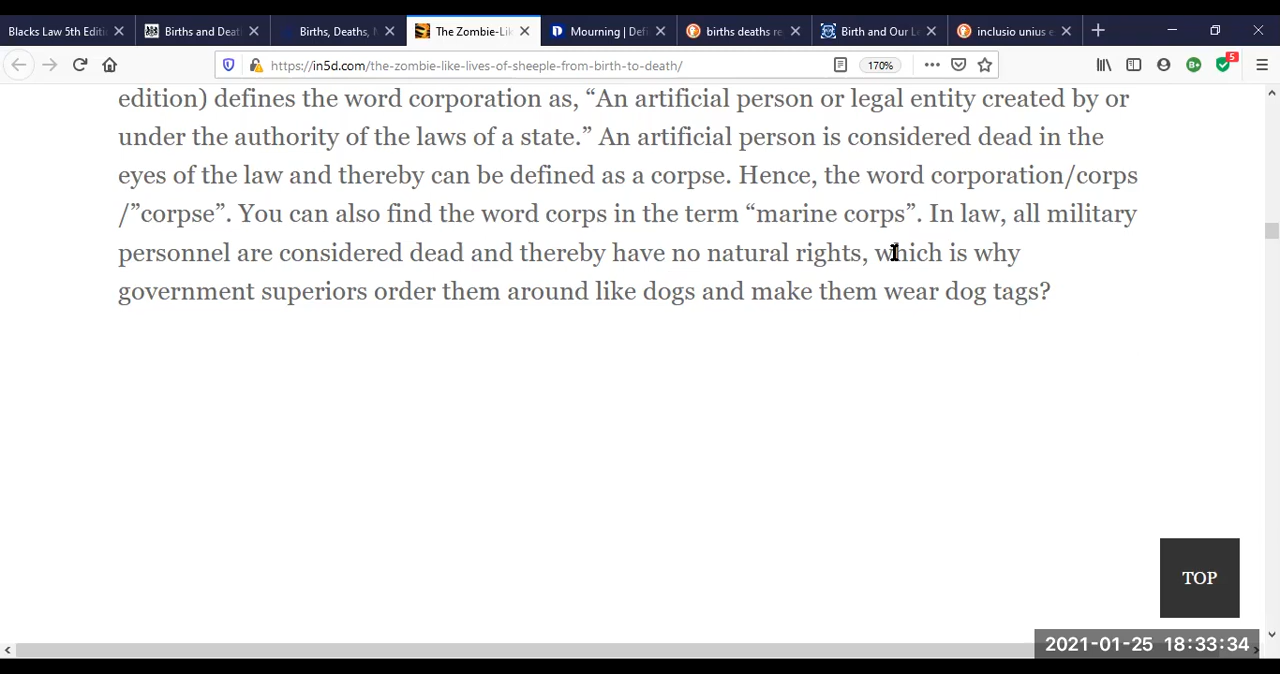 Blacks Law 5th Editi
Births and Deat
Births, Deaths, M
The Zombie-Lik
Mourning | Defi
births deaths re
Birth and Our Le
inclusio unius e
https://in5d.com/the-zombie-like-lives-of-sheeple-from-birth-to-death/
170%
5
edition) defines the word corporation as, “An artificial person or legal entity created by or
under the authority of the laws of a state.” An artificial person is considered dead in the
eyes of the law and thereby can be defined as a corpse. Hence, the word corporation/corps
/”corpse”. You can also find the word corps in the term “marine corps”. In law, all military
personnel are considered dead and thereby have no natural rights, which is why
government superiors order them around like dogs and make them wear dog tags?
TOP
2021-01-25 18:33:34